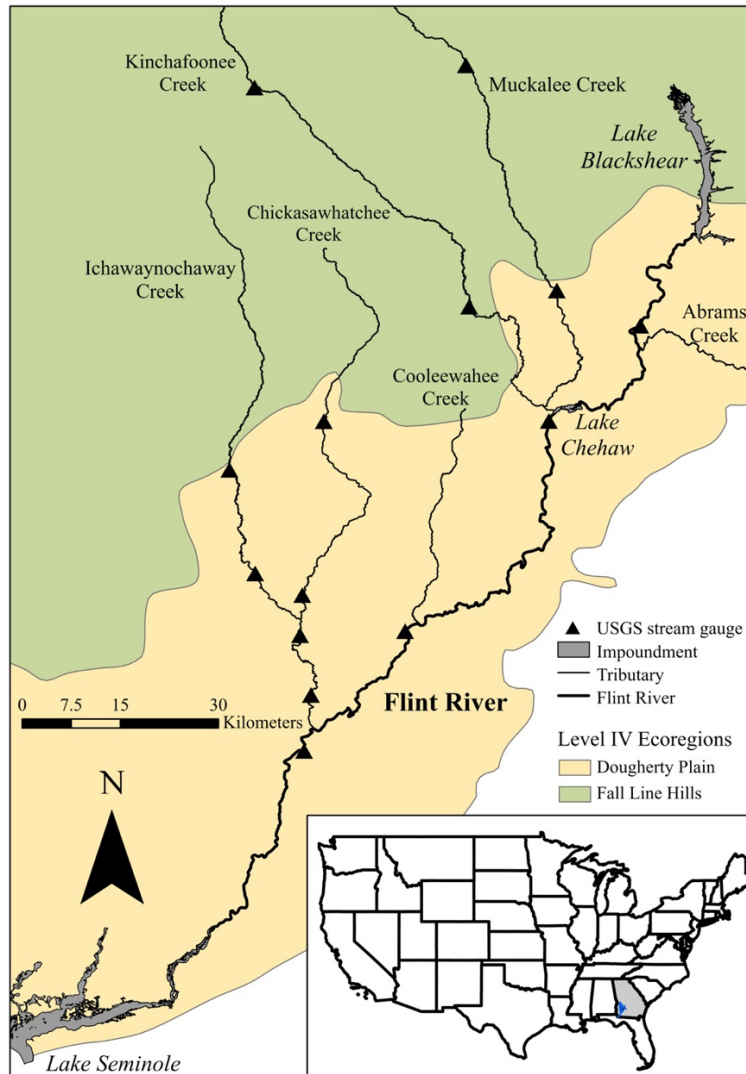 Kinchafoonee
Creek
Muckalee Creek
Lake
Blackshear
Chickasawhatchee
Creek
Ichawaynochaway
Creek
Abrams
Creek
Cooleewahee
Creek
Lake
Chehaw
USGS stream gauge
Impoundment
Tributary
Flint River
Flint River
0 7.5 15 30
Kilometers
Level IV Ecoregions
Dougherty Plain
Fall Line Hills
N
Lake Seminole